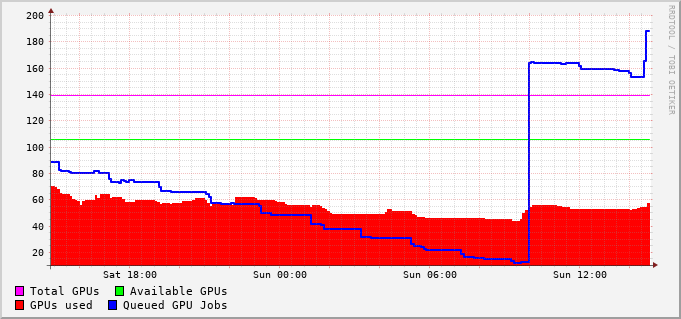 200
180
160
140
120
100
80
60
40
20
Sat 18:00 Sun 00:00 Sun 06:00 Sun 12:00
Total GPUs Available GPUs
GPUs used Queued GPU Jobs
RRDTOOL / TOBI OETIKER